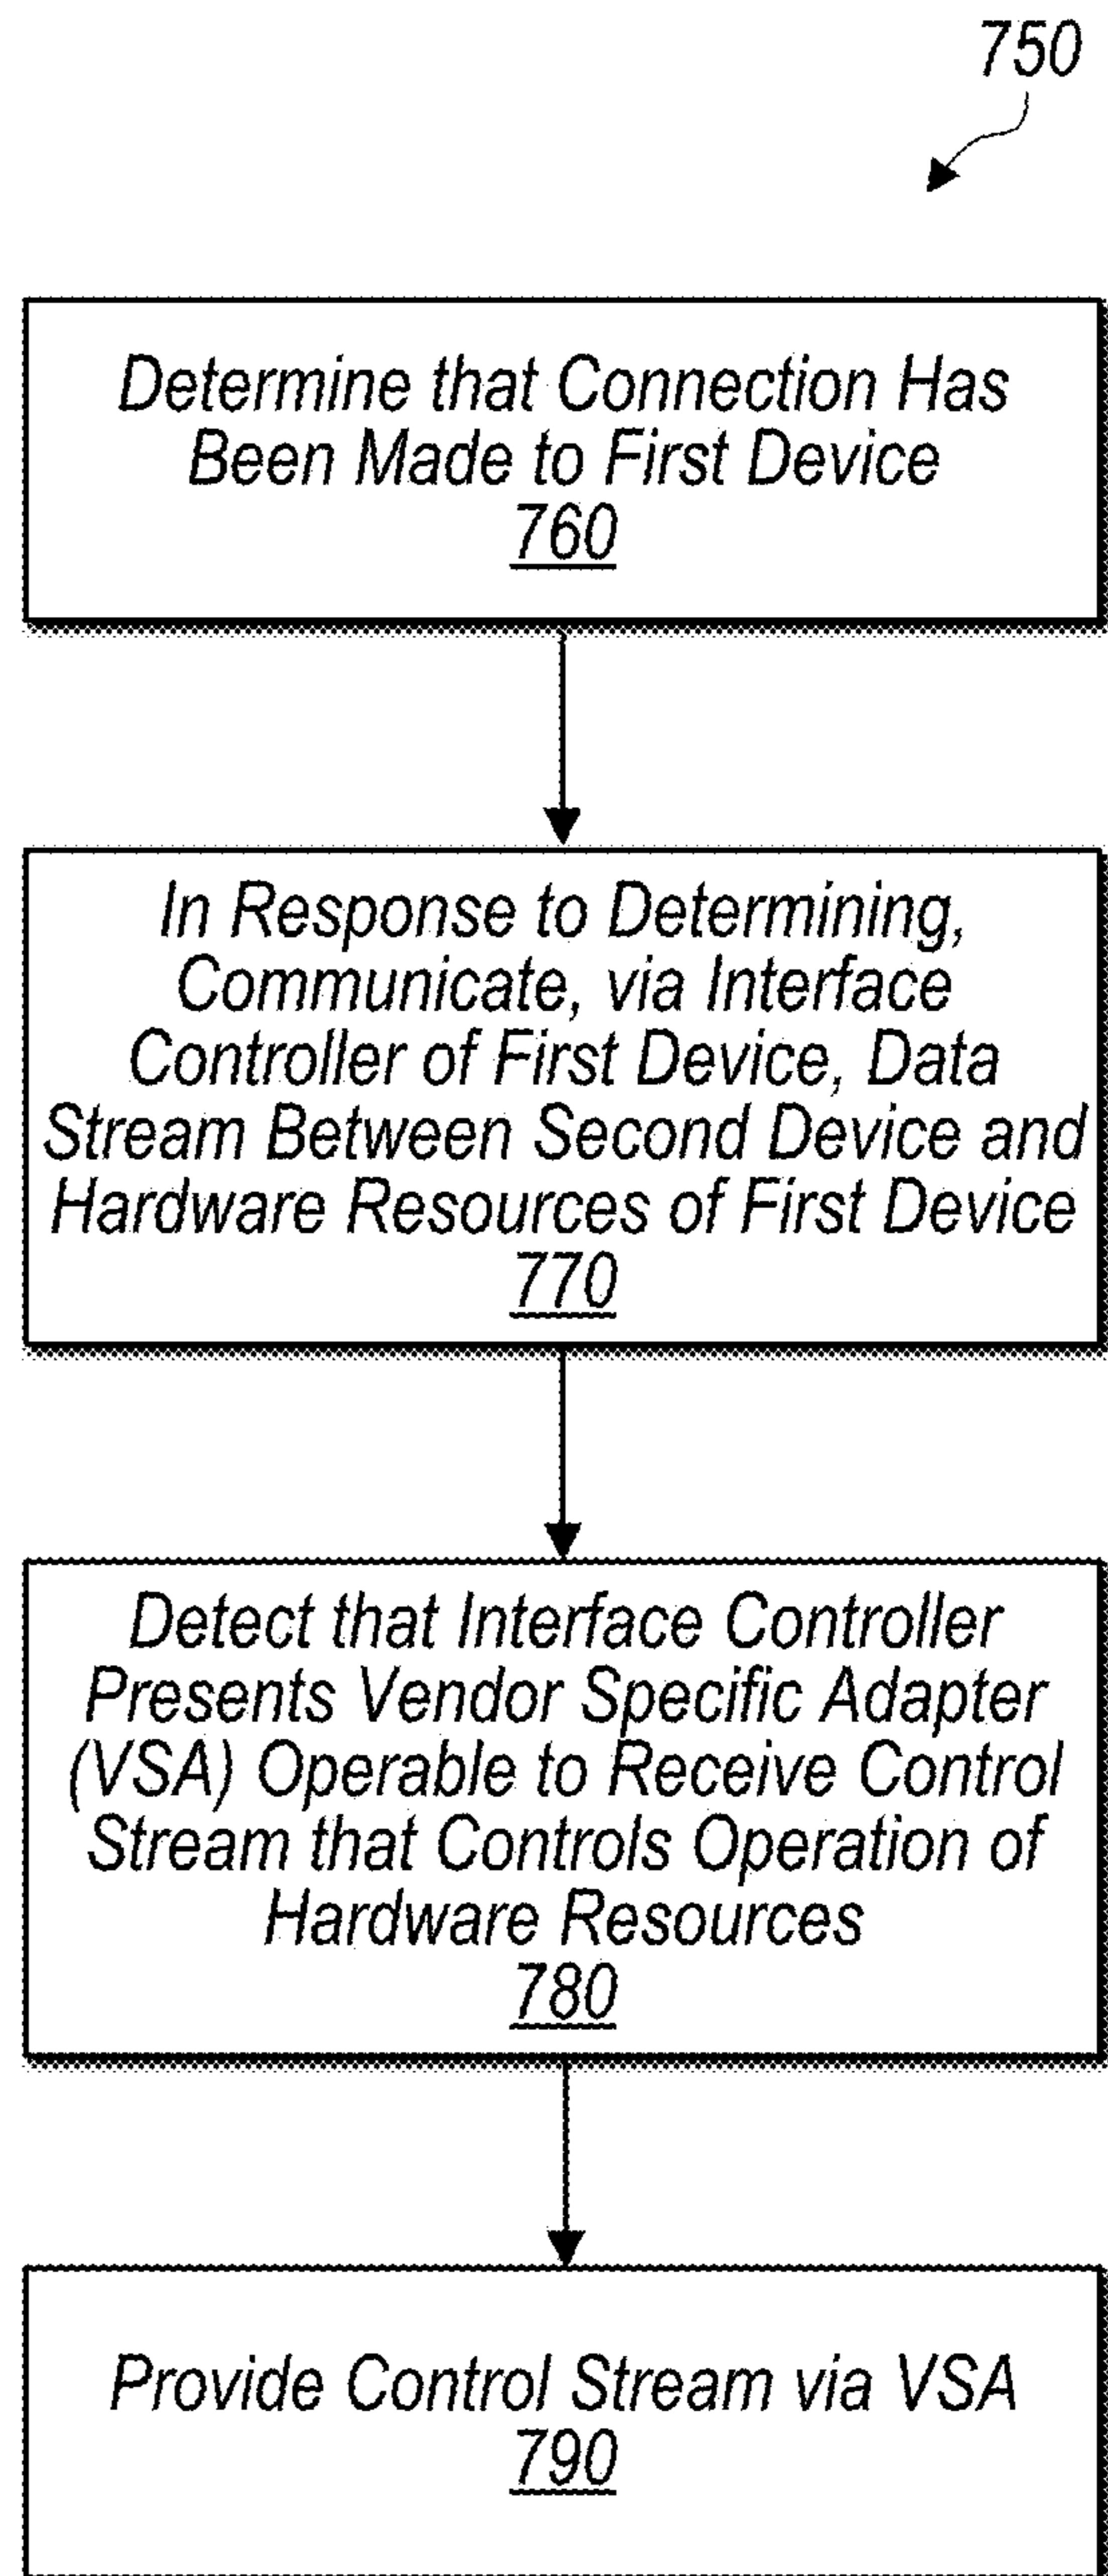 750
Determine that Connection Has
Been Made to First Device
760
In Response to Determining,
Communicate, via Interface
Controller of First Device, Data
Stream Between Second Device and
Hardware Resources of First Device
770
Detect that Interface Controller
Presents Vendor Specific Adapter
(VSA) Operable to Receive Control
Stream that Controls Operation of
Hardware Resources
780
Provide Control Stream via VSA
790